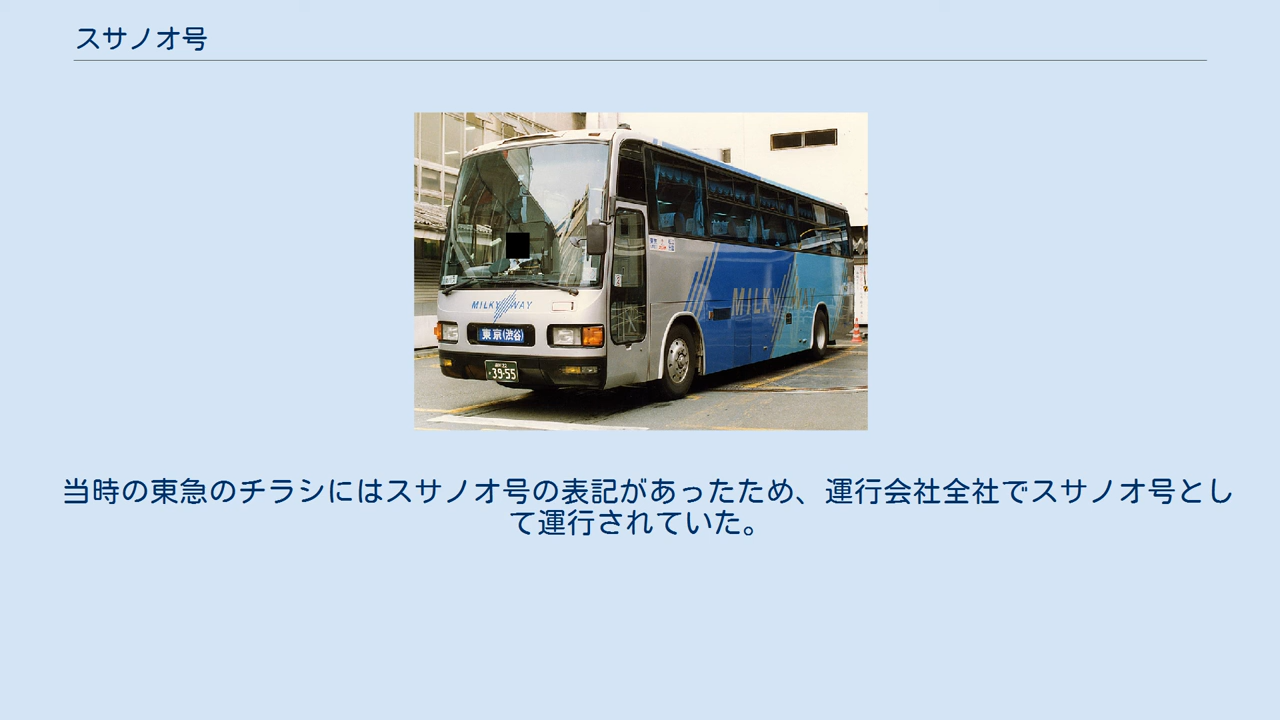 スサノオ号
MILKY WAY
MILKY WAY
東京(渋谷)
39-55
当時の東急のチラシにはスサノオ号の表記があったため、運行会社全社でスサノオ号とし
て運行されていた。